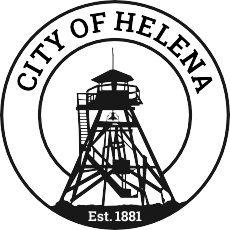 CITY OF HELENA
Est. 1881